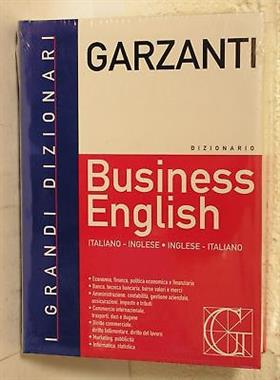 GARZANTI
I GRANDI DIZIONARI
DIZIONARIO
Business
English
ITALIANO - INGLESE • INGLESE - ITALIANO
• Economia, finanza, politica economica e finanziaria
• Banca, tecnica bancaria, borse valori e merci
• Amministrazione, contabilità, gestione aziendale,
assicurazioni, imposte e tributi
• Commercio internazionale,
trasporti, dazi e dogane
• Diritto commerciale,
diritto fallimentare, diritto del lavoro
• Marketing, pubblicità
• Informatica, statistica
G